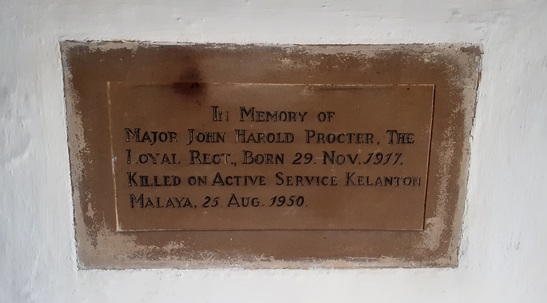 In Memory of
Major John Harold Procter, The
Loyal Regt., Born 29. Nov. 1917.
Killed on Active Service Kelanton
Malaya, 25 Aug. 1950.